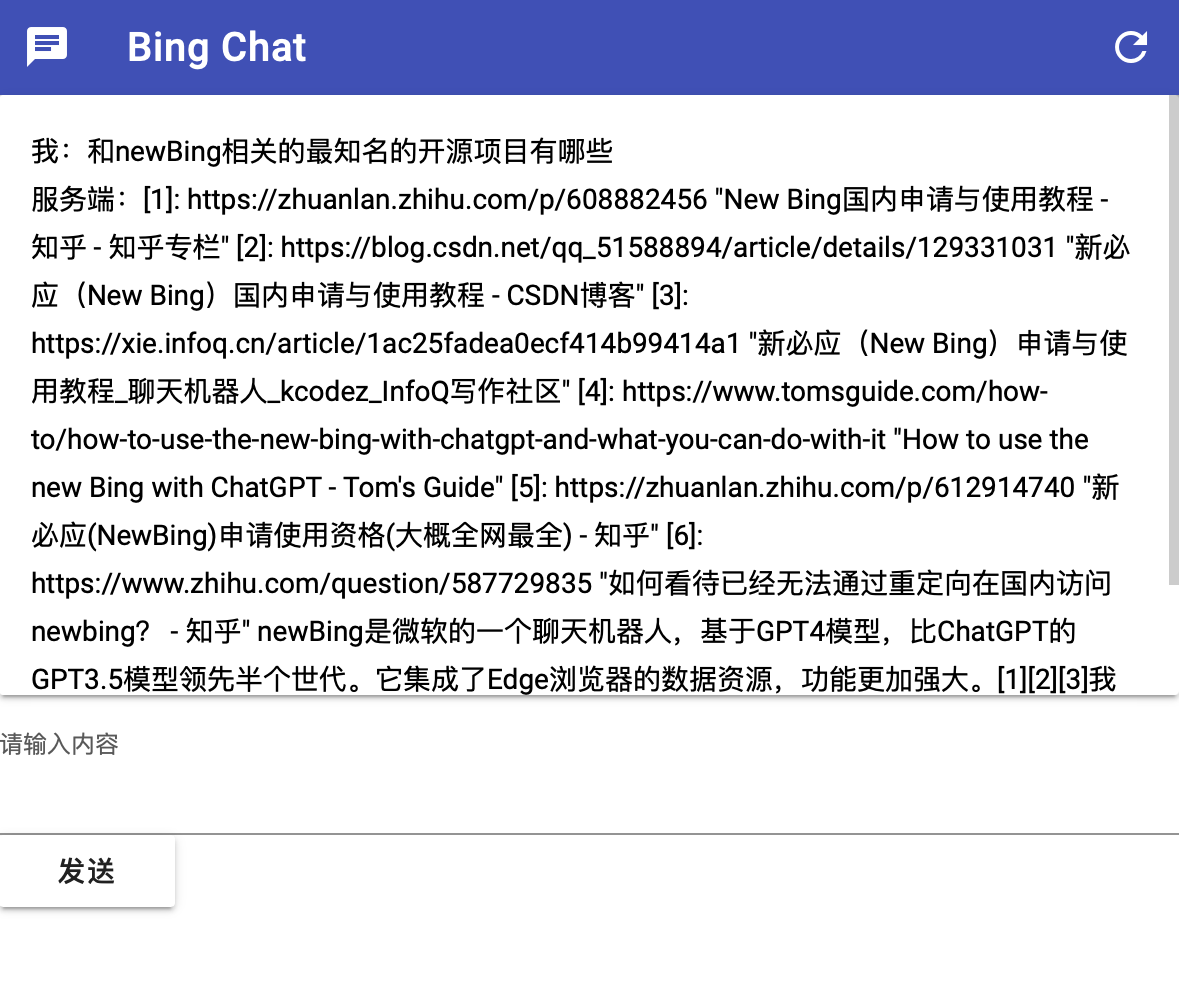 Bing Chat
我：和newBing相关的最知名的开源项目有哪些
服务端：[1]: https://zhuanlan.zhihu.com/p/608882456 "New Bing国内申请与使用教程 -
知乎 - 知乎专栏" [2]: https://blog.csdn.net/qq_51588894/article/details/129331031 "新必
应（New Bing）国内申请与使用教程 - CSDN博客" [3]:
https://xie.infoq.cn/article/1ac25fadea0ecf414b99414a1 "新必应（New Bing）申请与使
用教程_聊天机器人_kcodez_InfoQ写作社区" [4]: https://www.tomsguide.com/how-
to/how-to-use-the-new-bing-with-chatgpt-and-what-you-can-do-with-it "How to use the
new Bing with ChatGPT - Tom's Guide" [5]: https://zhuanlan.zhihu.com/p/612914740 "新
必应(NewBing)申请使用资格(大概全网最全) - 知乎" [6]:
https://www.zhihu.com/question/587729835 "如何看待已经无法通过重定向在国内访问
newbing？ - 知乎" newBing是微软的一个聊天机器人，基于GPT4模型，比ChatGPT的
GPT3.5模型领先半个世代。它集成了Edge浏览器的数据资源，功能更加强大。[1][2][3]我
请输入内容
发送